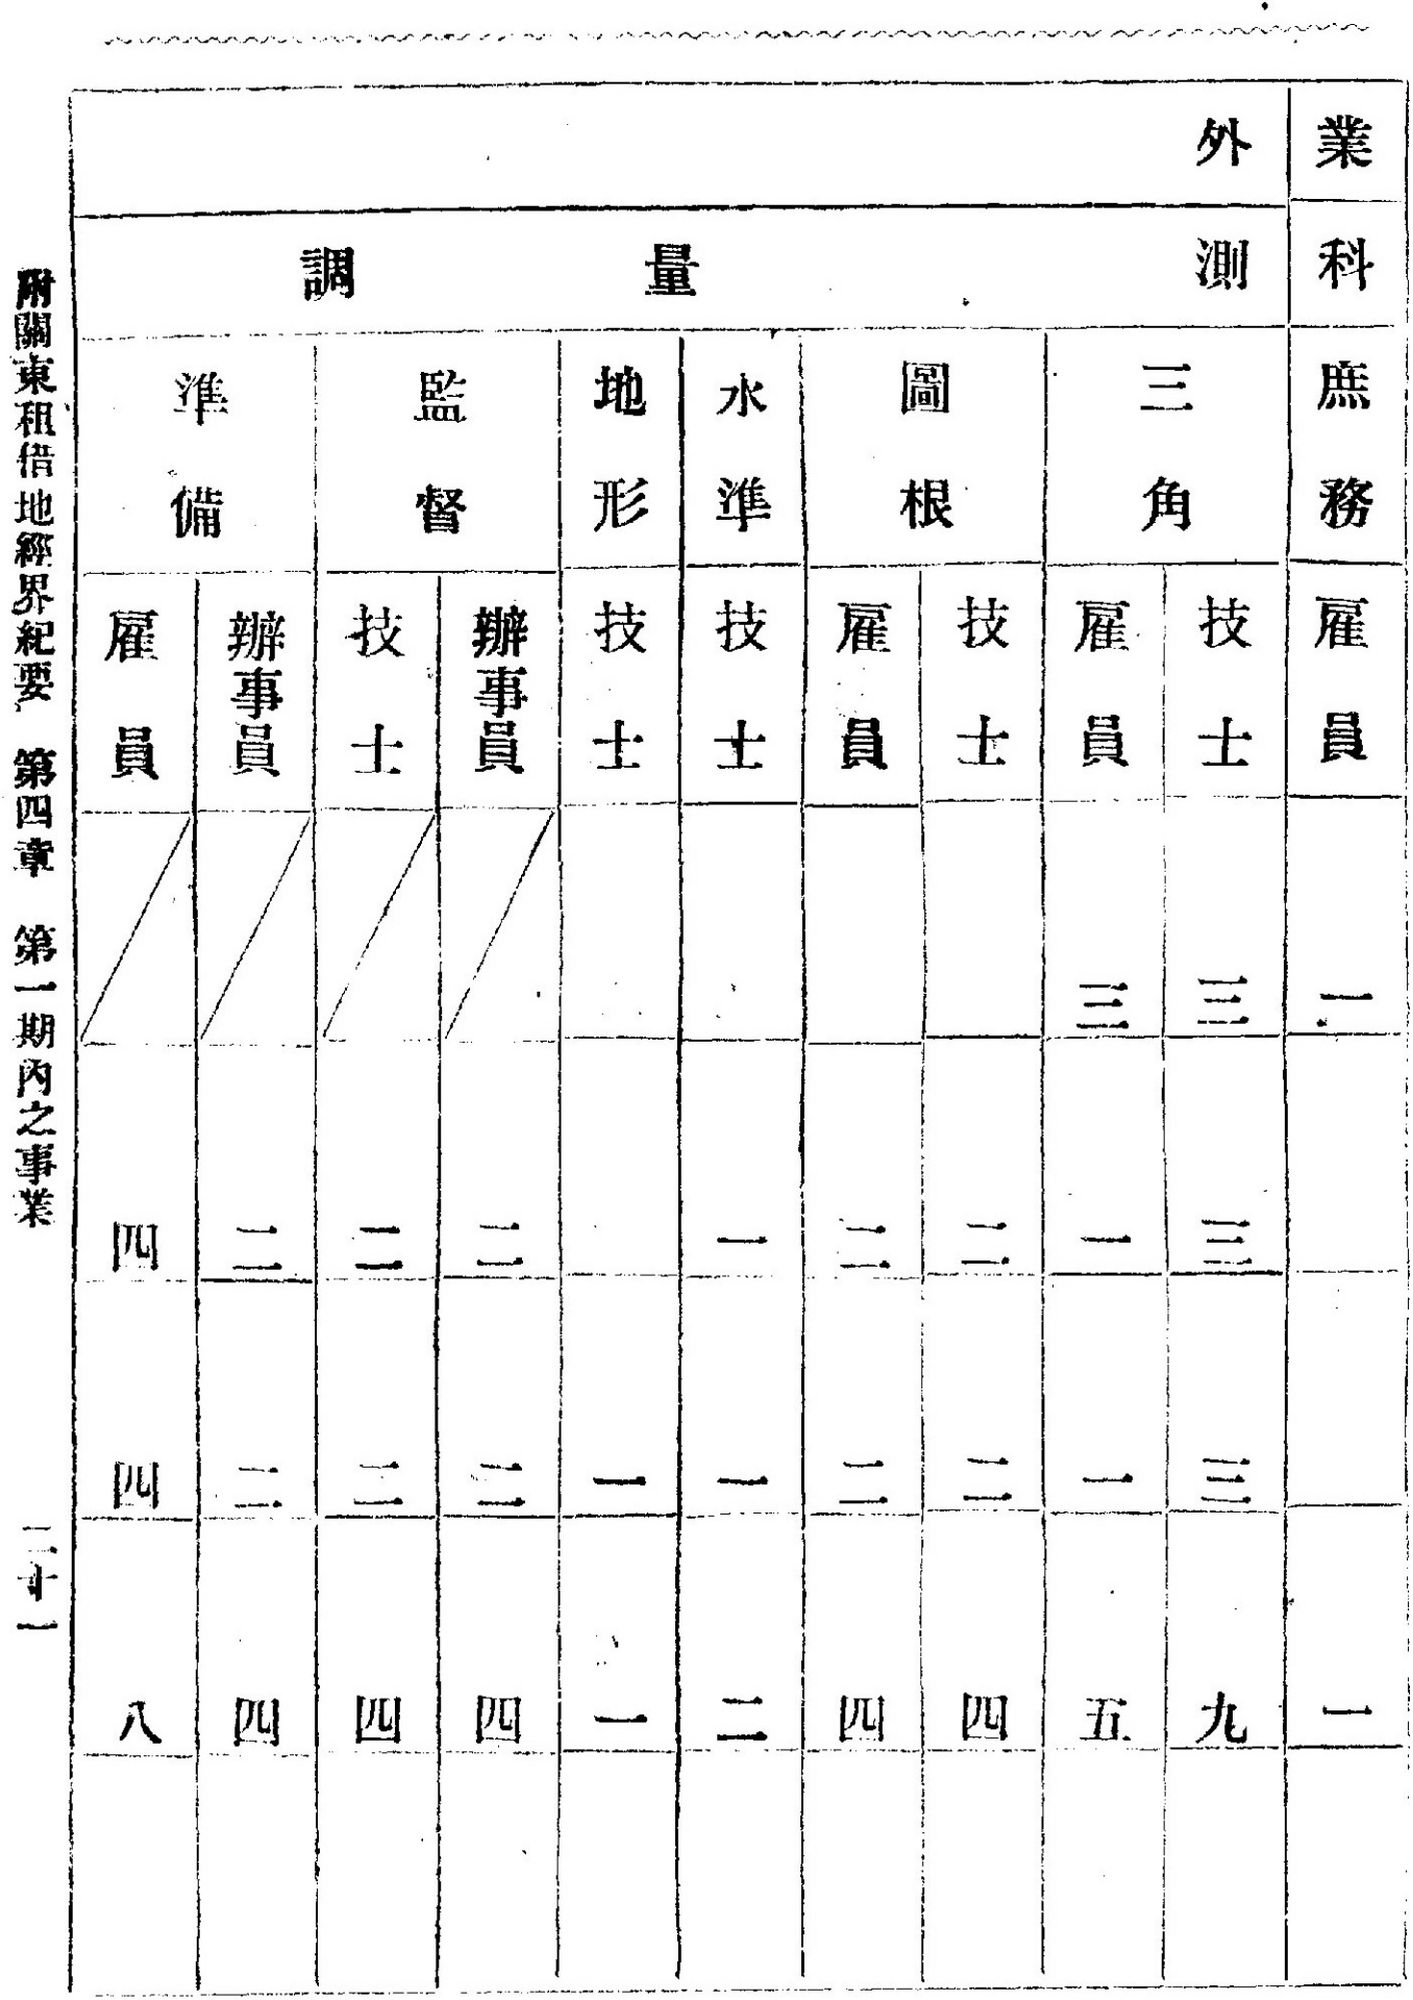 業科庶務雇員一一
外
測量調
三角技士三三三九
雇員三一一五
圖根技士二二四
雇員二二四
水準技士一一二
地形技士一一
監督辦事員二二四
技士二二四
準備辦事員二二四
雇員四四八
附關東租借地經界紀要 第四章 第一期內之事業 二十一